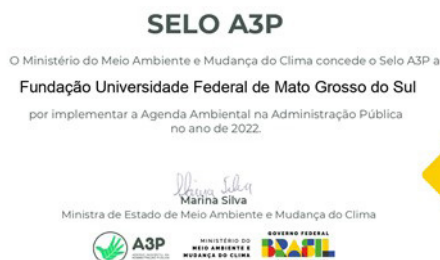 SELO A3P
O Ministério do Meio Ambiente e Mudança do Clima concede o Selo A3P a
Fundação Universidade Federal de Mato Grosso do Sul
por implementar a Agenda Ambiental na Administração Pública
no ano de 2022.
Marina Silva
Marina Silva
Ministra de Estado de Meio Ambiente e Mudança do Clima
A3P
MINISTÉRIO DO
MEIO AMBIENTE E
MUDANÇA DO CLIMA
GOVERNO FEDERAL
BRASIL